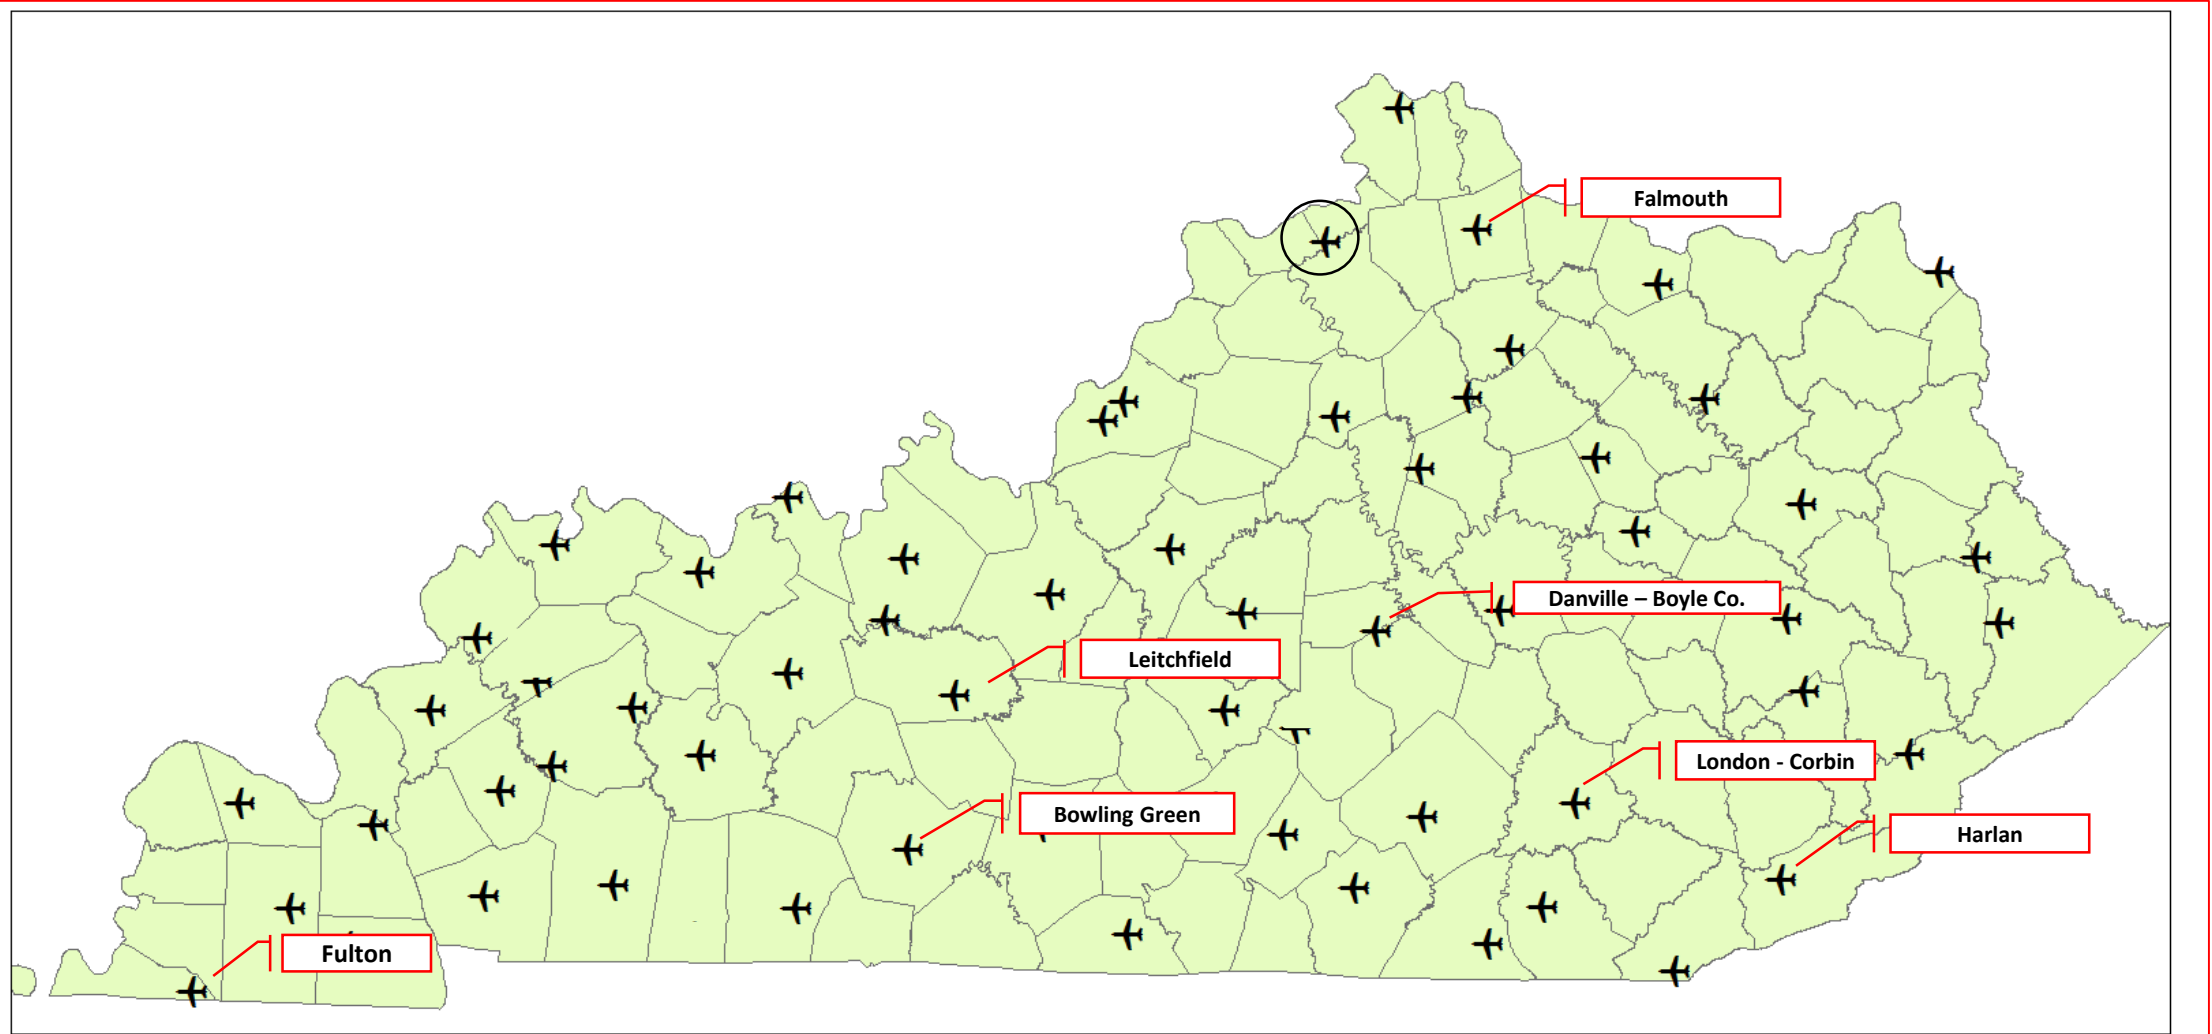 Falmouth
Danville – Boyle Co.
Leitchfield
London - Corbin
Bowling Green
Harlan
Fulton